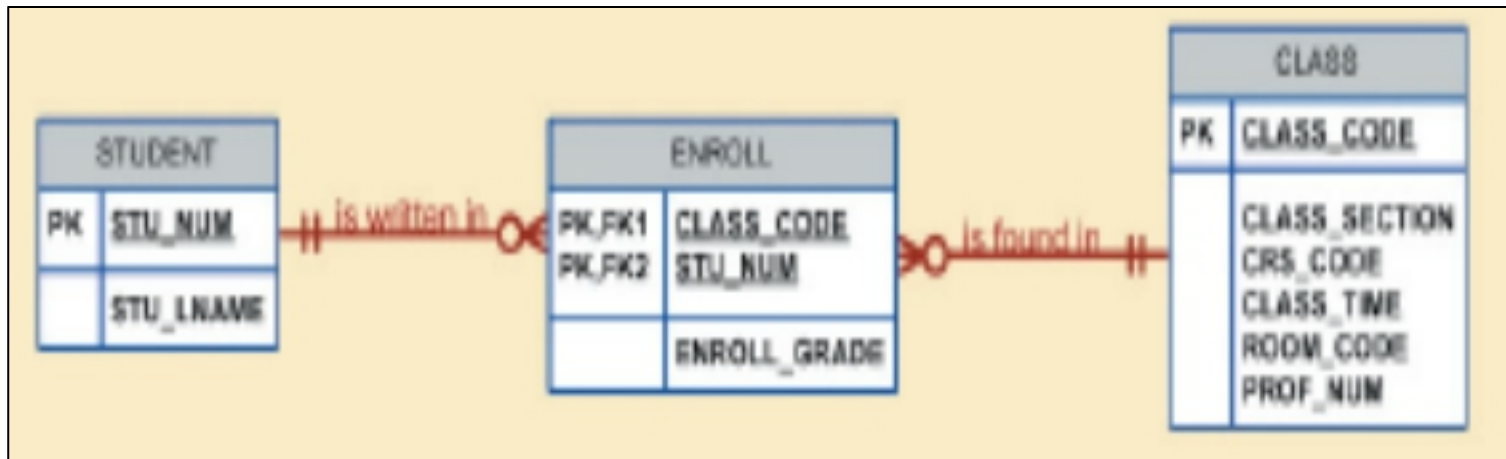 STUDENT
PK STU_NUM
STU_LNAME
is written in
ENROLL
PK,FK1 CLASS_CODE
PK,FK2 STU_NUM
ENROLL_GRADE
is found in
CLASS
PK CLASS_CODE
CLASS_SECTION
CRS_CODE
CLASS_TIME
ROOM_CODE
PROF_NUM